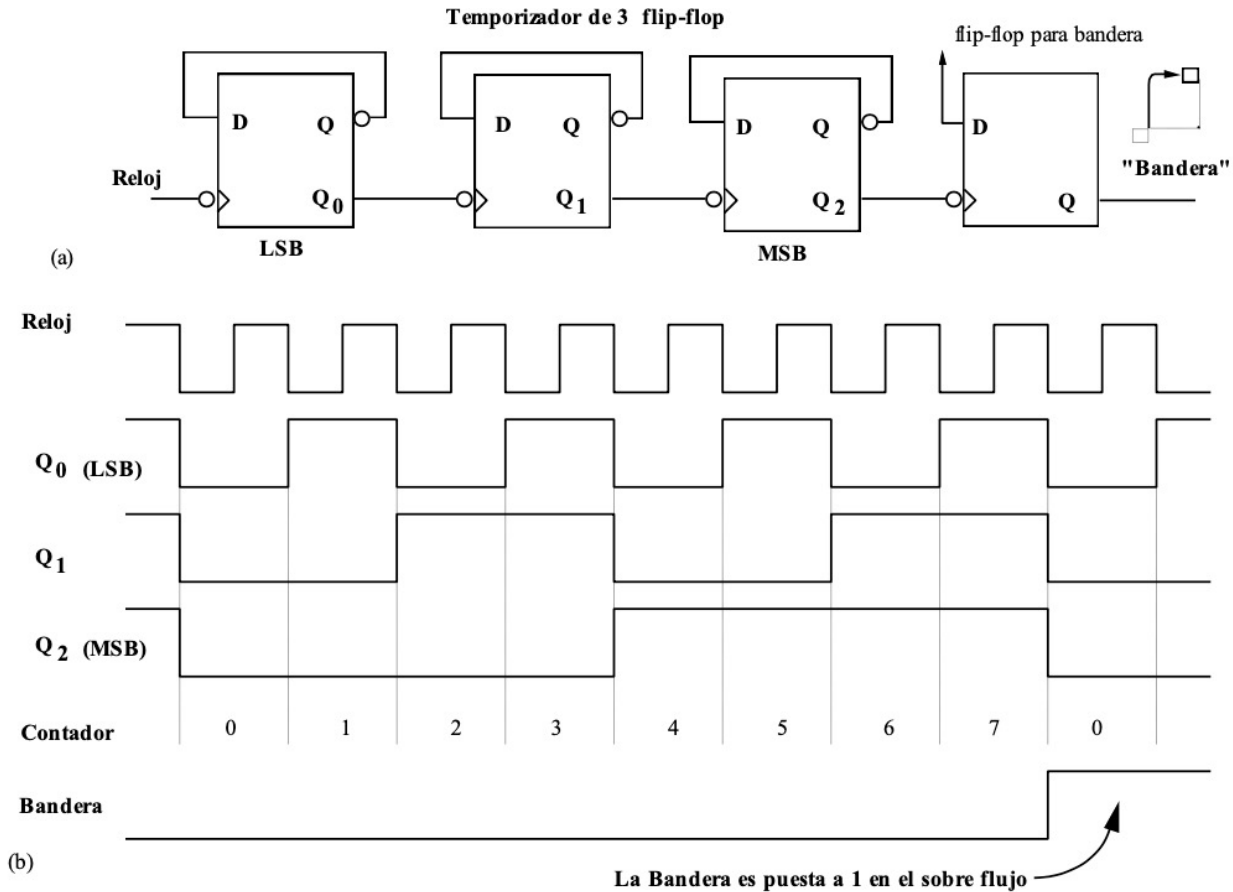 Temporizador de 3 flip-flop
flip-flop para bandera
D Q D Q D Q D
"Bandera"
Reloj
Q0 Q1 Q2 Q
LSB MSB
(a)
Reloj
Q0 (LSB)
Q1
Q2 (MSB)
Contador 0 1 2 3 4 5 6 7 0
Bandera
(b)
La Bandera es puesta a 1 en el sobre flujo